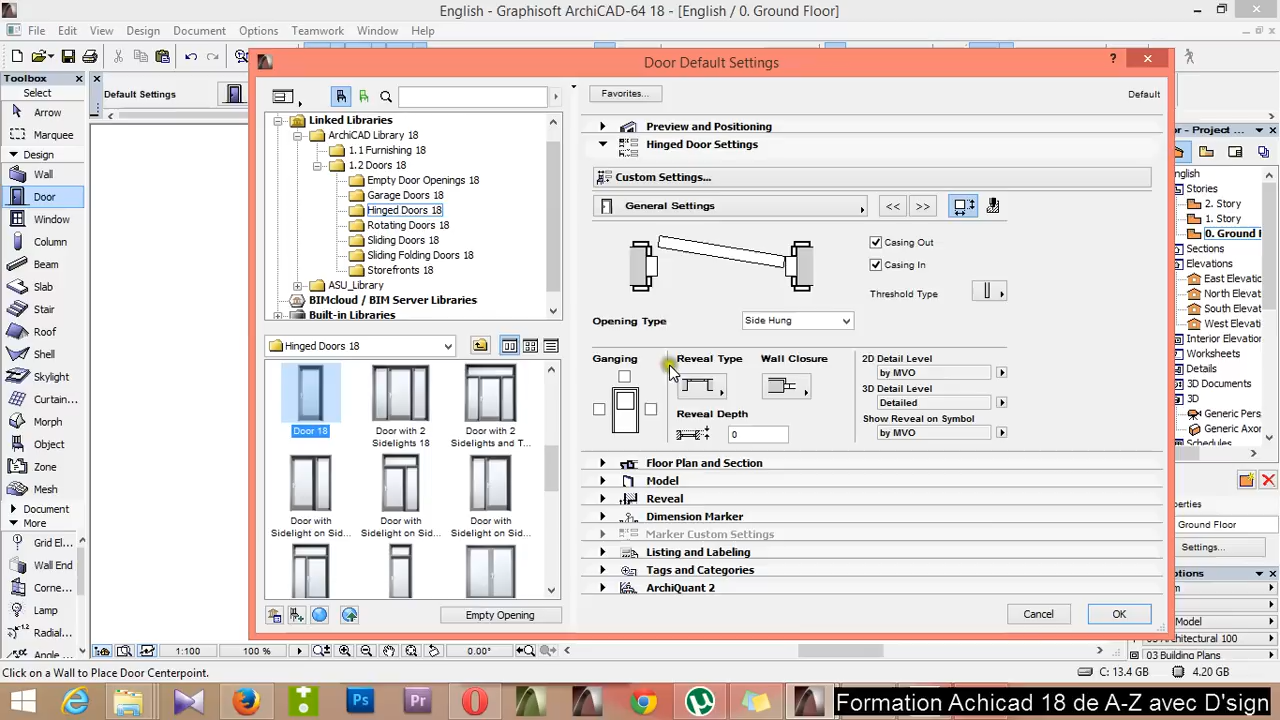 English - Graphisoft ArchiCAD-64 18 - [English / 0. Ground Floor]
File Edit View Design Document Options Teamwork Window Help
Toolbox
Select
Arrow
Marquee
Design
Wall
Door
Window
Column
Beam
Slab
Stair
Roof
Shell
Skylight
Curtain
Morph
Object
Zone
Mesh
Document
More
Grid El...
Wall End
Corne...
Lamp
Radial...
Angle ...
Default Settings
Door Default Settings
?
Linked Libraries
ArchiCAD Library 18
1.1 Furnishing 18
1.2 Doors 18
Empty Door Openings 18
Garage Doors 18
Hinged Doors 18
Rotating Doors 18
Sliding Doors 18
Sliding Folding Doors 18
Storefronts 18
ASU_Library
BIMcloud / BIM Server Libraries
Built-in Libraries
Hinged Doors 18
Door 18
Door with 2 Sidelights 18
Door with 2 Sidelights and T...
Door with Sidelight on Sid...
Door with Sidelight on Sid...
Door with Sidelight on Sid...
Empty Opening
Favorites...
Default
Preview and Positioning
Hinged Door Settings
Custom Settings...
General Settings
<<
>>
Casing Out
Casing In
Threshold Type
Opening Type
Side Hung
Ganging
Reveal Type
Wall Closure
Reveal Depth
0
2D Detail Level
by MVO
3D Detail Level
Detailed
Show Reveal on Symbol
by MVO
Floor Plan and Section
Model
Reveal
Dimension Marker
Marker Custom Settings
Listing and Labeling
Tags and Categories
ArchiQuant 2
Cancel
OK
or - Project ...
English
Stories
2. Story
1. Story
0. Ground F
Sections
Elevations
East Elevatio
North Elevat
South Elevat
West Elevati
Worksheets
Details
3D Documents
3D
Generic Pers
Generic Axon
Schedules
Ground Floor
Settings...
Model
03 Architectural 100
03 Building Plans
1:100
100 %
0.00°
Click on a Wall to Place Door Centerpoint.
C: 13.4 GB
4.20 GB
Ps
Pr
Formation Achicad 18 de A-Z avec D'sign